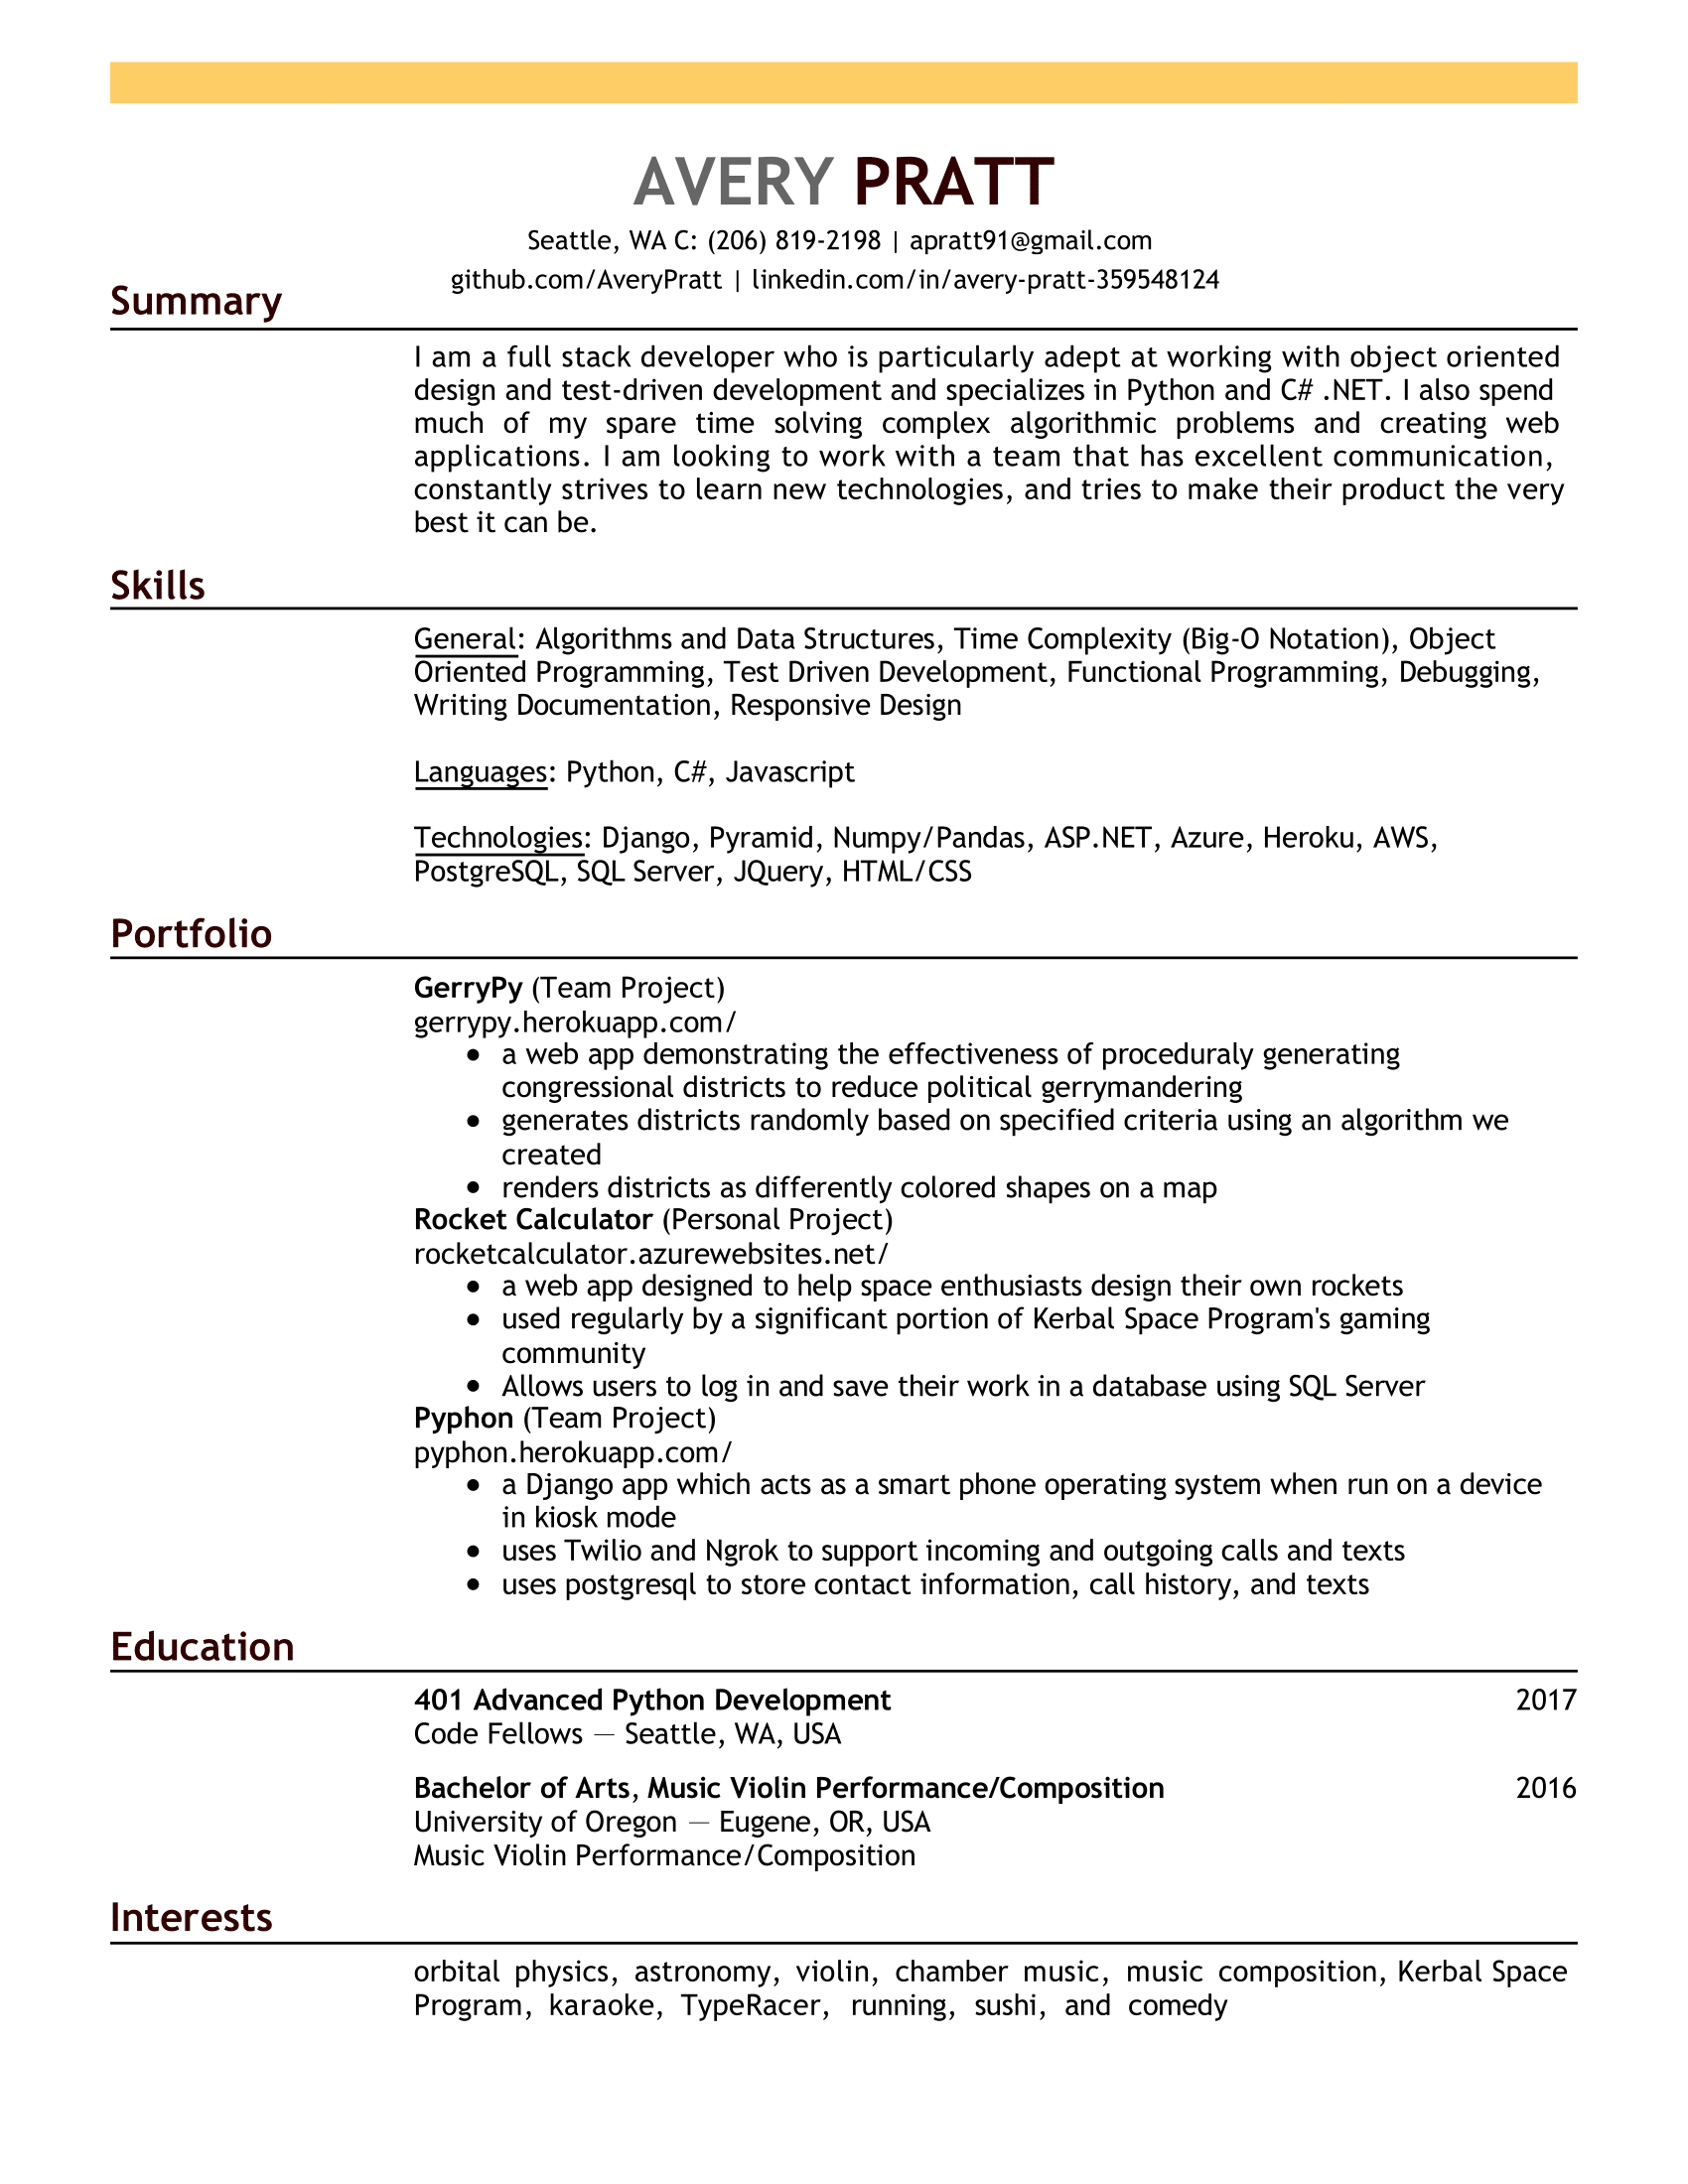 AVERY PRATT
Seattle, WA C: (206) 819-2198 | apratt91@gmail.com
github.com/AveryPratt | linkedin.com/in/avery-pratt-359548124
Summary
I am a full stack developer who is particularly adept at working with object oriented
design and test-driven development and specializes in Python and C# .NET. I also spend
much of my spare time solving complex algorithmic problems and creating web
applications. I am looking to work with a team that has excellent communication,
constantly strives to learn new technologies, and tries to make their product the very
best it can be.
Skills
General: Algorithms and Data Structures, Time Complexity (Big-O Notation), Object
Oriented Programming, Test Driven Development, Functional Programming, Debugging,
Writing Documentation, Responsive Design
Languages: Python, C#, Javascript
Technologies: Django, Pyramid, Numpy/Pandas, ASP.NET, Azure, Heroku, AWS,
PostgreSQL, SQL Server, JQuery, HTML/CSS
Portfolio
GerryPy (Team Project)
gerrypy.herokuapp.com/
• a web app demonstrating the effectiveness of proceduraly generating
congressional districts to reduce political gerrymandering
• generates districts randomly based on specified criteria using an algorithm we
created
• renders districts as differently colored shapes on a map
Rocket Calculator (Personal Project)
rocketcalculator.azurewebsites.net/
• a web app designed to help space enthusiasts design their own rockets
• used regularly by a significant portion of Kerbal Space Program's gaming
community
• Allows users to log in and save their work in a database using SQL Server
Pyphon (Team Project)
pyphon.herokuapp.com/
• a Django app which acts as a smart phone operating system when run on a device
in kiosk mode
• uses Twilio and Ngrok to support incoming and outgoing calls and texts
• uses postgresql to store contact information, call history, and texts
Education
401 Advanced Python Development 2017
Code Fellows — Seattle, WA, USA
Bachelor of Arts, Music Violin Performance/Composition 2016
University of Oregon — Eugene, OR, USA
Music Violin Performance/Composition
Interests
orbital physics, astronomy, violin, chamber music, music composition, Kerbal Space
Program, karaoke, TypeRacer, running, sushi, and comedy